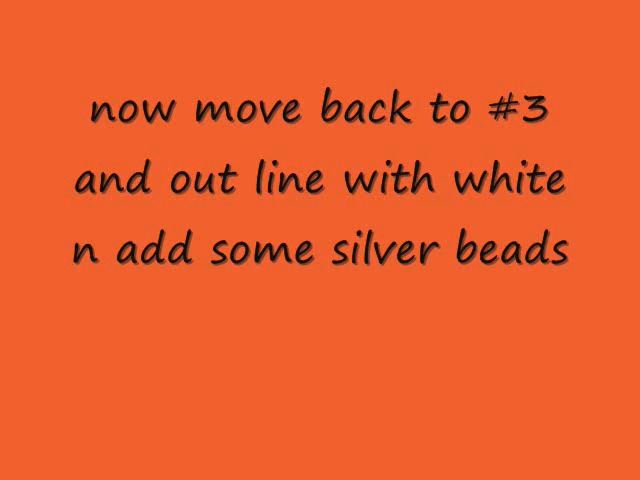 now move back to #3
and out line with white
n add some silver beads